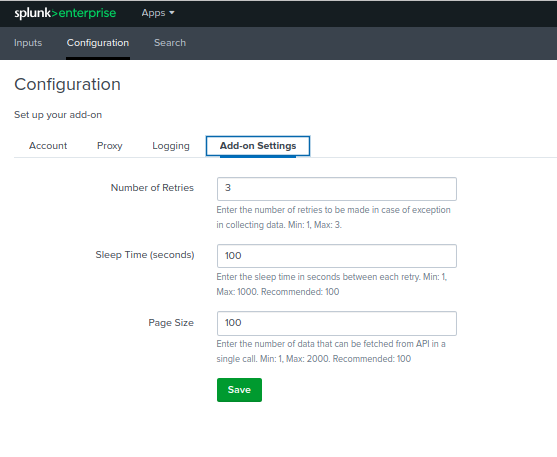 splunk>enterprise Apps
Inputs Configuration Search
Configuration
Set up your add-on
Account Proxy Logging Add-on Settings
Number of Retries 3
Enter the number of retries to be made in case of exception
in collecting data. Min: 1, Max: 3.
Sleep Time (seconds) 100
Enter the sleep time in seconds between each retry. Min: 1,
Max: 1000. Recommended: 100
Page Size 100
Enter the number of data that can be fetched from API in a
single call. Min: 1, Max: 2000. Recommended: 100
Save